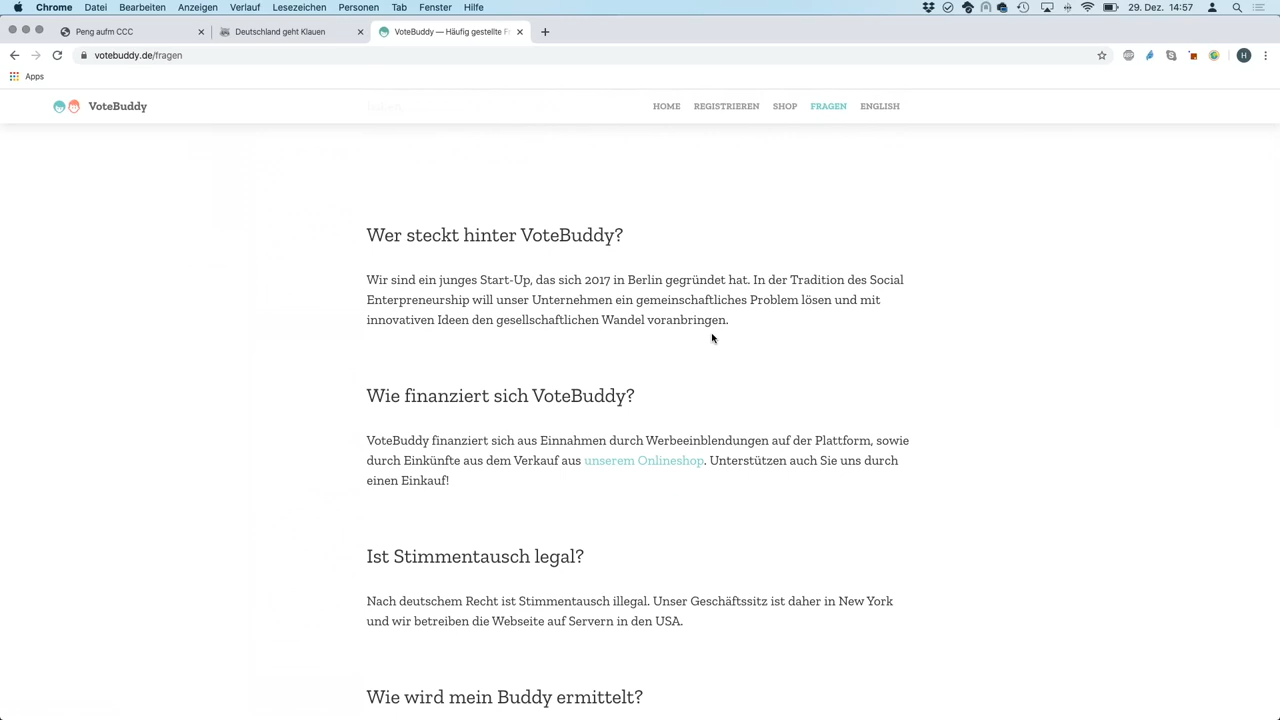 Chrome Datei Bearbeiten Anzeigen Verlauf Lesezeichen Personen Tab Fenster Hilfe 29. Dez. 14:57
Peng aufm CCC Deutschland geht Klauen VoteBuddy — Häufig gestellte F
votebuddy.de/fragen H
Apps
VoteBuddy HOME REGISTRIEREN SHOP FRAGEN ENGLISH
Wer steckt hinter VoteBuddy?
Wir sind ein junges Start-Up, das sich 2017 in Berlin gegründet hat. In der Tradition des Social
Enterpreneurship will unser Unternehmen ein gemeinschaftliches Problem lösen und mit
innovativen Ideen den gesellschaftlichen Wandel voranbringen.
Wie finanziert sich VoteBuddy?
VoteBuddy finanziert sich aus Einnahmen durch Werbeeinblendungen auf der Plattform, sowie
durch Einkünfte aus dem Verkauf aus unserem Onlineshop. Unterstützen auch Sie uns durch
einen Einkauf!
Ist Stimmentausch legal?
Nach deutschem Recht ist Stimmentausch illegal. Unser Geschäftssitz ist daher in New York
und wir betreiben die Webseite auf Servern in den USA.
Wie wird mein Buddy ermittelt?